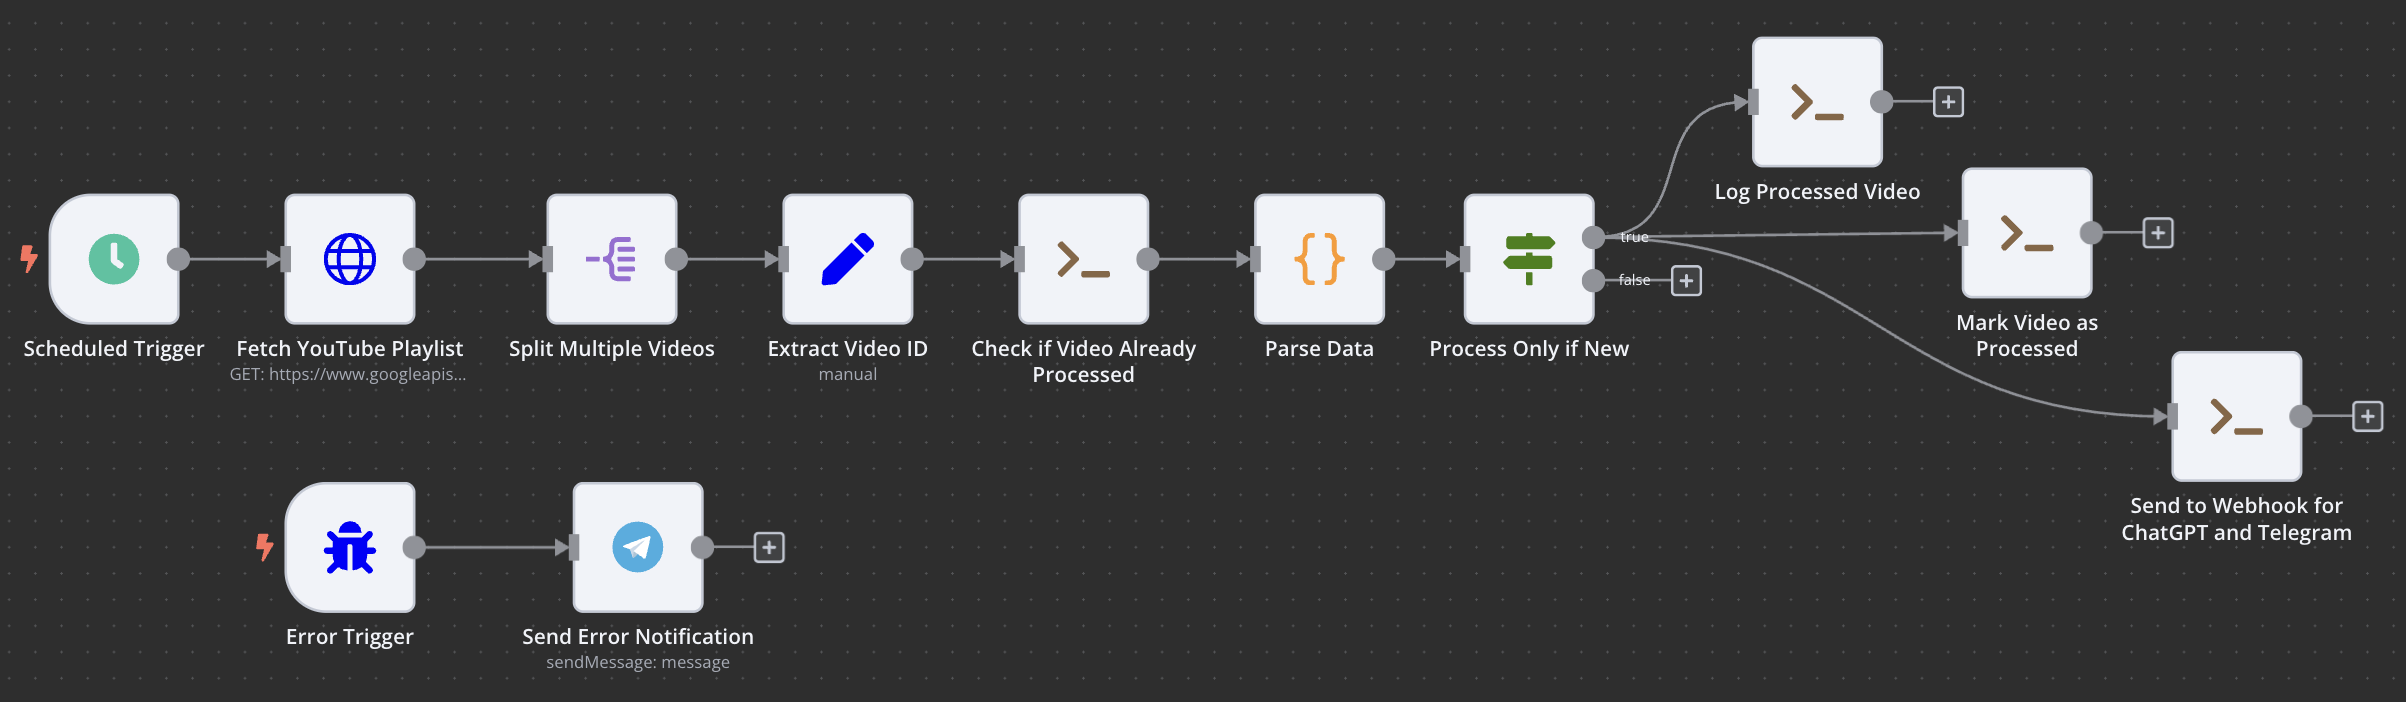 Scheduled Trigger
Fetch YouTube Playlist
GET: https://www.googleapis...
Split Multiple Videos
Extract Video ID
manual
Check if Video Already
Processed
Parse Data
Process Only if New
true
false
Log Processed Video
Mark Video as
Processed
Send to Webhook for
ChatGPT and Telegram
Error Trigger
Send Error Notification
sendMessage: message